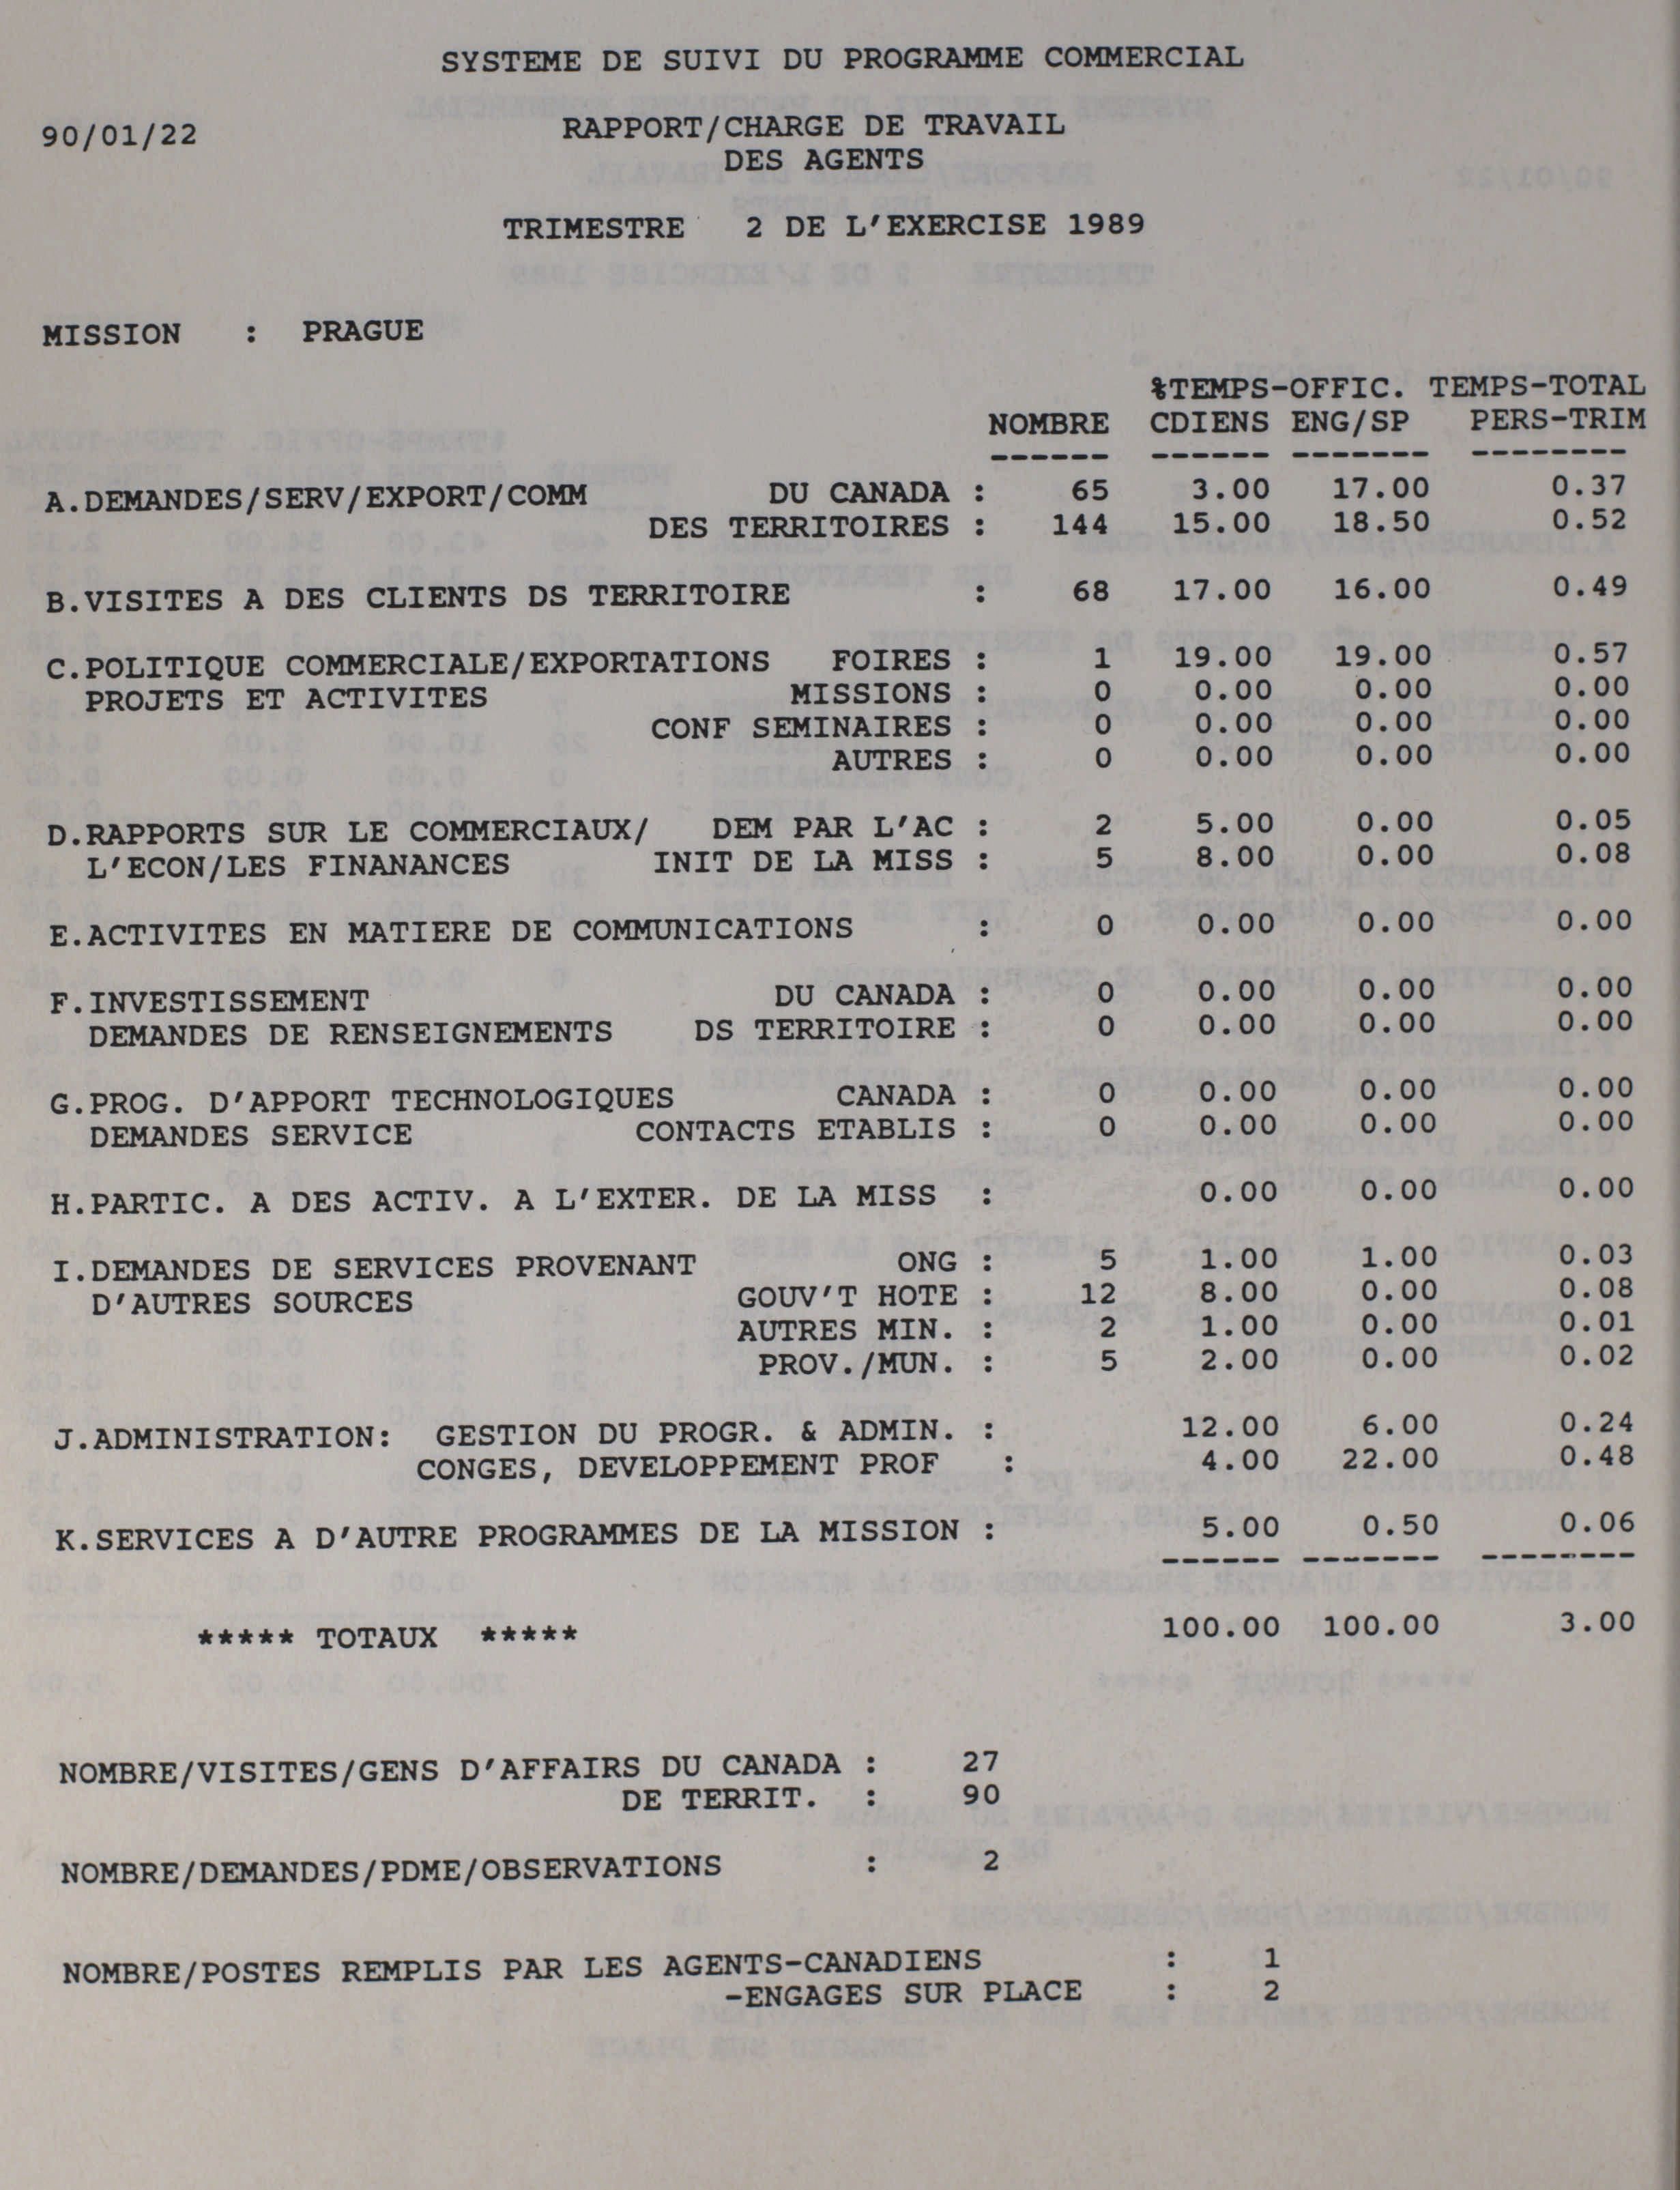 SYSTEME DE SUIVI DU PROGRAMME COMMERCIAL
90/01/22 RAPPORT/CHARGE DE TRAVAIL
DES AGENTS
TRIMESTRE 2 DE L'EXERCISE 1989
MISSION : PRAGUE
%TEMPS-OFFIC. TEMPS-TOTAL
NOMBRE CDIENS ENG/SP PERS-TRIM
------ ------ ------- --------
A.DEMANDES/SERV/EXPORT/COMM DU CANADA : 65 3.00 17.00 0.37
DES TERRITOIRES : 144 15.00 18.50 0.52
B.VISITES A DES CLIENTS DS TERRITOIRE : 68 17.00 16.00 0.49
C.POLITIQUE COMMERCIALE/EXPORTATIONS FOIRES : 1 19.00 19.00 0.57
PROJETS ET ACTIVITES MISSIONS : 0 0.00 0.00 0.00
CONF SEMINAIRES : 0 0.00 0.00 0.00
AUTRES : 0 0.00 0.00 0.00
D.RAPPORTS SUR LE COMMERCIAUX/ DEM PAR L'AC : 2 5.00 0.00 0.05
L'ECON/LES FINANANCES INIT DE LA MISS : 5 8.00 0.00 0.08
E.ACTIVITES EN MATIERE DE COMMUNICATIONS : 0 0.00 0.00 0.00
F.INVESTISSEMENT DU CANADA : 0 0.00 0.00 0.00
DEMANDES DE RENSEIGNEMENTS DS TERRITOIRE : 0 0.00 0.00 0.00
G.PROG. D'APPORT TECHNOLOGIQUES CANADA : 0 0.00 0.00 0.00
DEMANDES SERVICE CONTACTS ETABLIS : 0 0.00 0.00 0.00
H.PARTIC. A DES ACTIV. A L'EXTER. DE LA MISS : 0.00 0.00 0.00
I.DEMANDES DE SERVICES PROVENANT ONG : 5 1.00 1.00 0.03
D'AUTRES SOURCES GOUV'T HOTE : 12 8.00 0.00 0.08
AUTRES MIN. : 2 1.00 0.00 0.01
PROV./MUN. : 5 2.00 0.00 0.02
J.ADMINISTRATION: GESTION DU PROGR. & ADMIN. : 12.00 6.00 0.24
CONGES, DEVELOPPEMENT PROF : 4.00 22.00 0.48
K.SERVICES A D'AUTRE PROGRAMMES DE LA MISSION : 5.00 0.50 0.06
------ ------- --------
***** TOTAUX ***** 100.00 100.00 3.00
NOMBRE/VISITES/GENS D'AFFAIRS DU CANADA : 27
DE TERRIT. : 90
NOMBRE/DEMANDES/PDME/OBSERVATIONS : 2
NOMBRE/POSTES REMPLIS PAR LES AGENTS-CANADIENS : 1
-ENGAGES SUR PLACE : 2